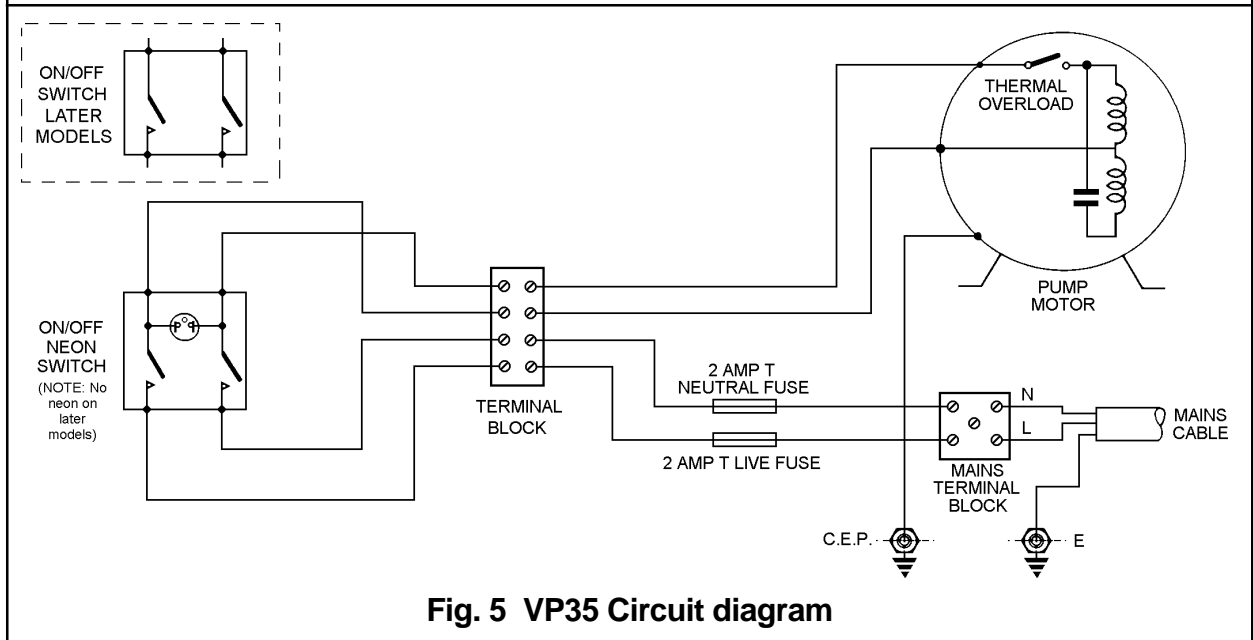 ON/OFF
SWITCH
LATER
MODELS
THERMAL
OVERLOAD
PUMP
MOTOR
ON/OFF
NEON
SWITCH
(NOTE: No
neon on
later
models)
TERMINAL
BLOCK
2 AMP T
NEUTRAL FUSE
2 AMP T LIVE FUSE
N
L
MAINS
CABLE
MAINS
TERMINAL
BLOCK
C.E.P.
E
Fig. 5 VP35 Circuit diagram